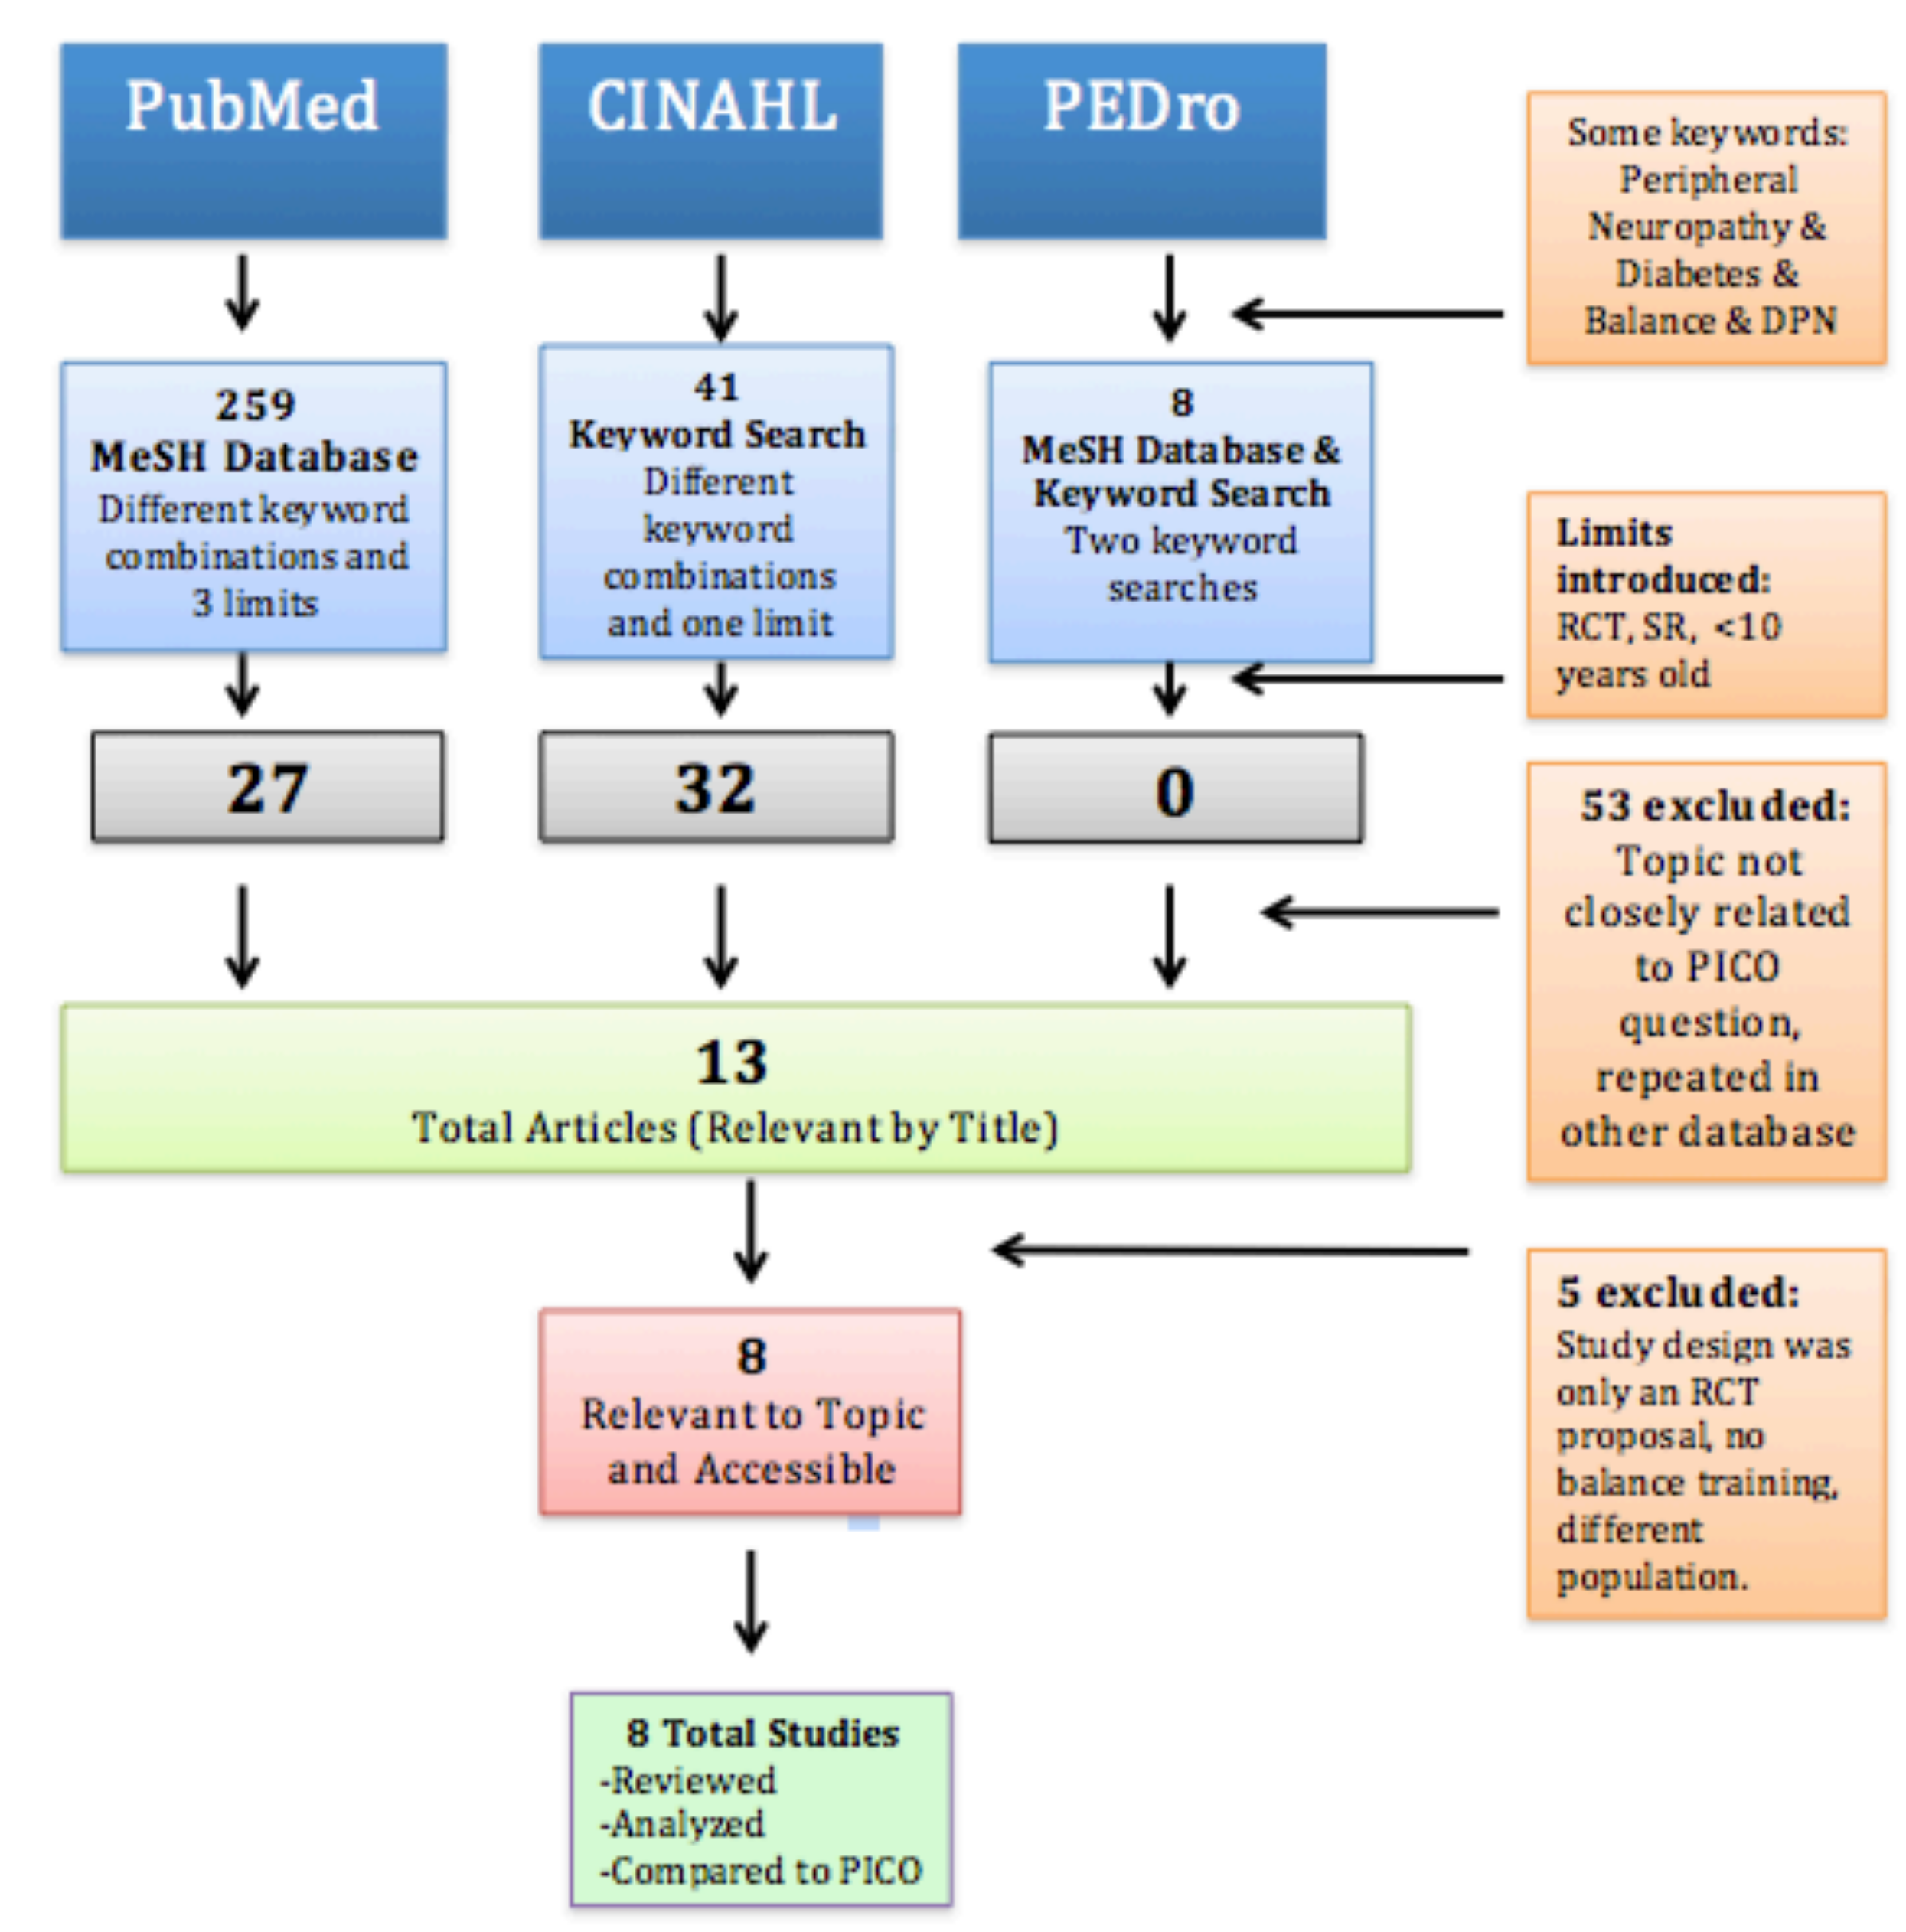 PubMed
CINAHL
PEDro
Some keywords:
Peripheral
Neuropathy &
Diabetes &
Balance & DPN
259
MeSH Database
Different keyword
combinations and
3 limits
41
Keyword Search
Different
keyword
combinations
and one limit
8
MeSH Database &
Keyword Search
Two keyword
searches
Limits
introduced:
RCT, SR, <10
years old
27
32
0
53 excluded:
Topic not
closely related
to PICO
question,
repeated in
other database
13
Total Articles (Relevant by Title)
5 excluded:
Study design was
only an RCT
proposal, no
balance training,
different
population.
8
Relevant to Topic
and Accessible
8 Total Studies
-Reviewed
-Analyzed
-Compared to PICO